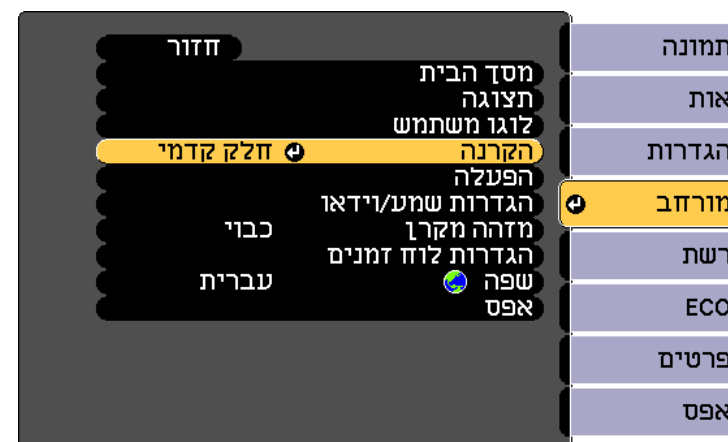 חזור
מסך הבית
תצוגה
לוגו משתמש
הקרנה חלק קדמי
הפעלה
הגדרות שמע/וידאו
מזהה מקרן כבוי
הגדרות לוח זמנים
שפה עברית
אפס
תמונה
אות
הגדרות
מורחב
רשת
ECO
פרטים
אפס